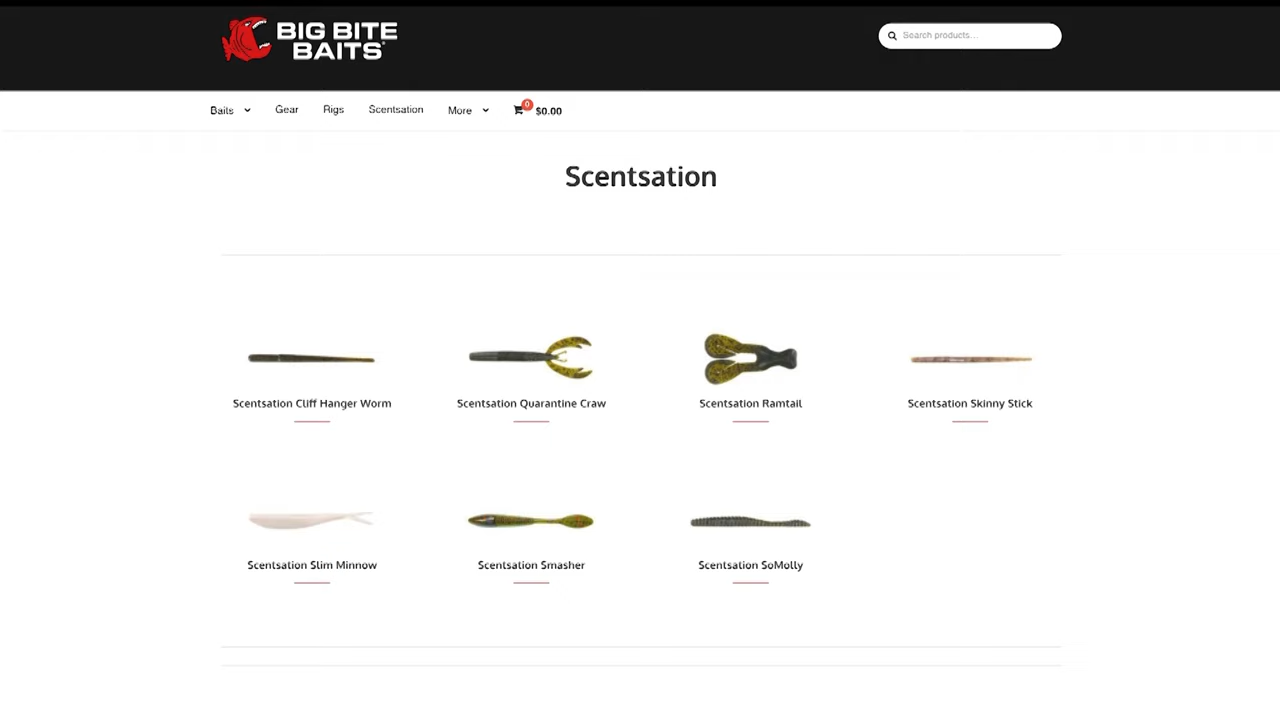 BIG BITE
BAITS
Search products...
Baits
Gear
Rigs
Scentsation
More
0
$0.00
Scentsation
Scentsation Cliff Hanger Worm
Scentsation Quarantine Craw
Scentsation Ramtail
Scentsation Skinny Stick
Scentsation Slim Minnow
Scentsation Smasher
Scentsation SoMolly